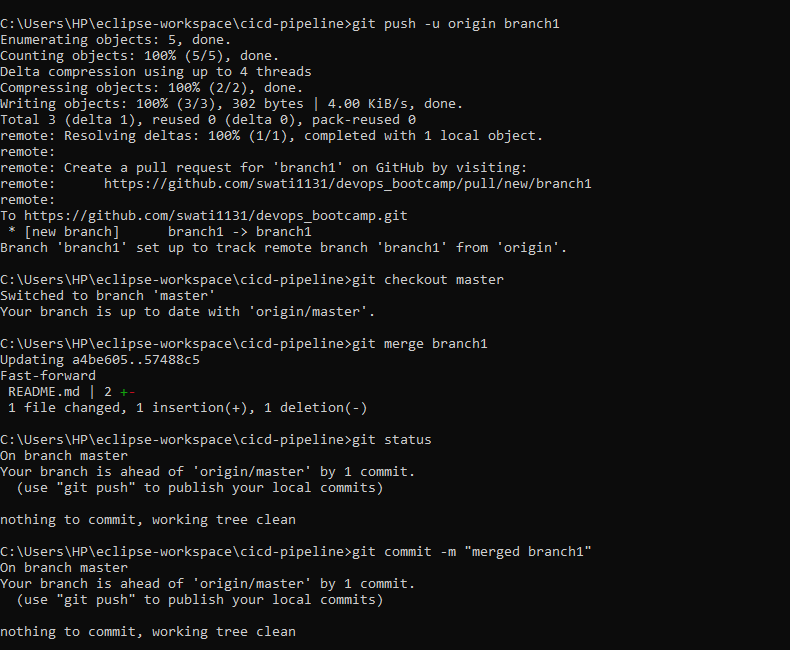 C:\Users\HP\eclipse-workspace\cicd-pipeline>git push -u origin branch1
Enumerating objects: 5, done.
Counting objects: 100% (5/5), done.
Delta compression using up to 4 threads
Compressing objects: 100% (2/2), done.
Writing objects: 100% (3/3), 302 bytes | 4.00 KiB/s, done.
Total 3 (delta 1), reused 0 (delta 0), pack-reused 0
remote: Resolving deltas: 100% (1/1), completed with 1 local object.
remote:
remote: Create a pull request for 'branch1' on GitHub by visiting:
remote:      https://github.com/swati1131/devops_bootcamp/pull/new/branch1
remote:
To https://github.com/swati1131/devops_bootcamp.git
 * [new branch]      branch1 -> branch1
Branch 'branch1' set up to track remote branch 'branch1' from 'origin'.
C:\Users\HP\eclipse-workspace\cicd-pipeline>git checkout master
Switched to branch 'master'
Your branch is up to date with 'origin/master'.
C:\Users\HP\eclipse-workspace\cicd-pipeline>git merge branch1
Updating a4be605..57488c5
Fast-forward
 README.md | 2 +-
 1 file changed, 1 insertion(+), 1 deletion(-)
C:\Users\HP\eclipse-workspace\cicd-pipeline>git status
On branch master
Your branch is ahead of 'origin/master' by 1 commit.
  (use "git push" to publish your local commits)
nothing to commit, working tree clean
C:\Users\HP\eclipse-workspace\cicd-pipeline>git commit -m "merged branch1"
On branch master
Your branch is ahead of 'origin/master' by 1 commit.
  (use "git push" to publish your local commits)
nothing to commit, working tree clean